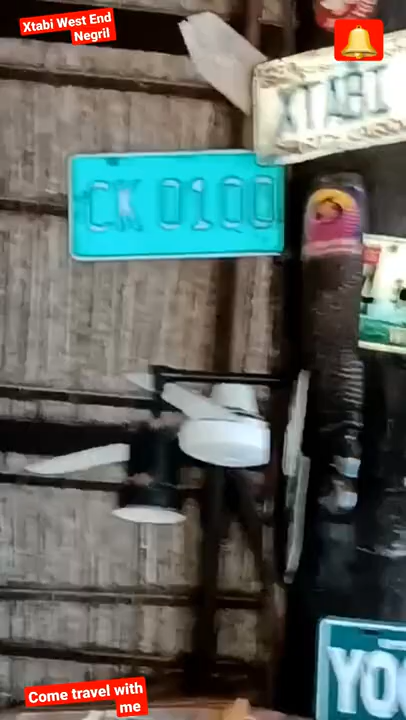 Xtabi West End
Negril
XTABI
CK 0100
YO
Come travel with
me